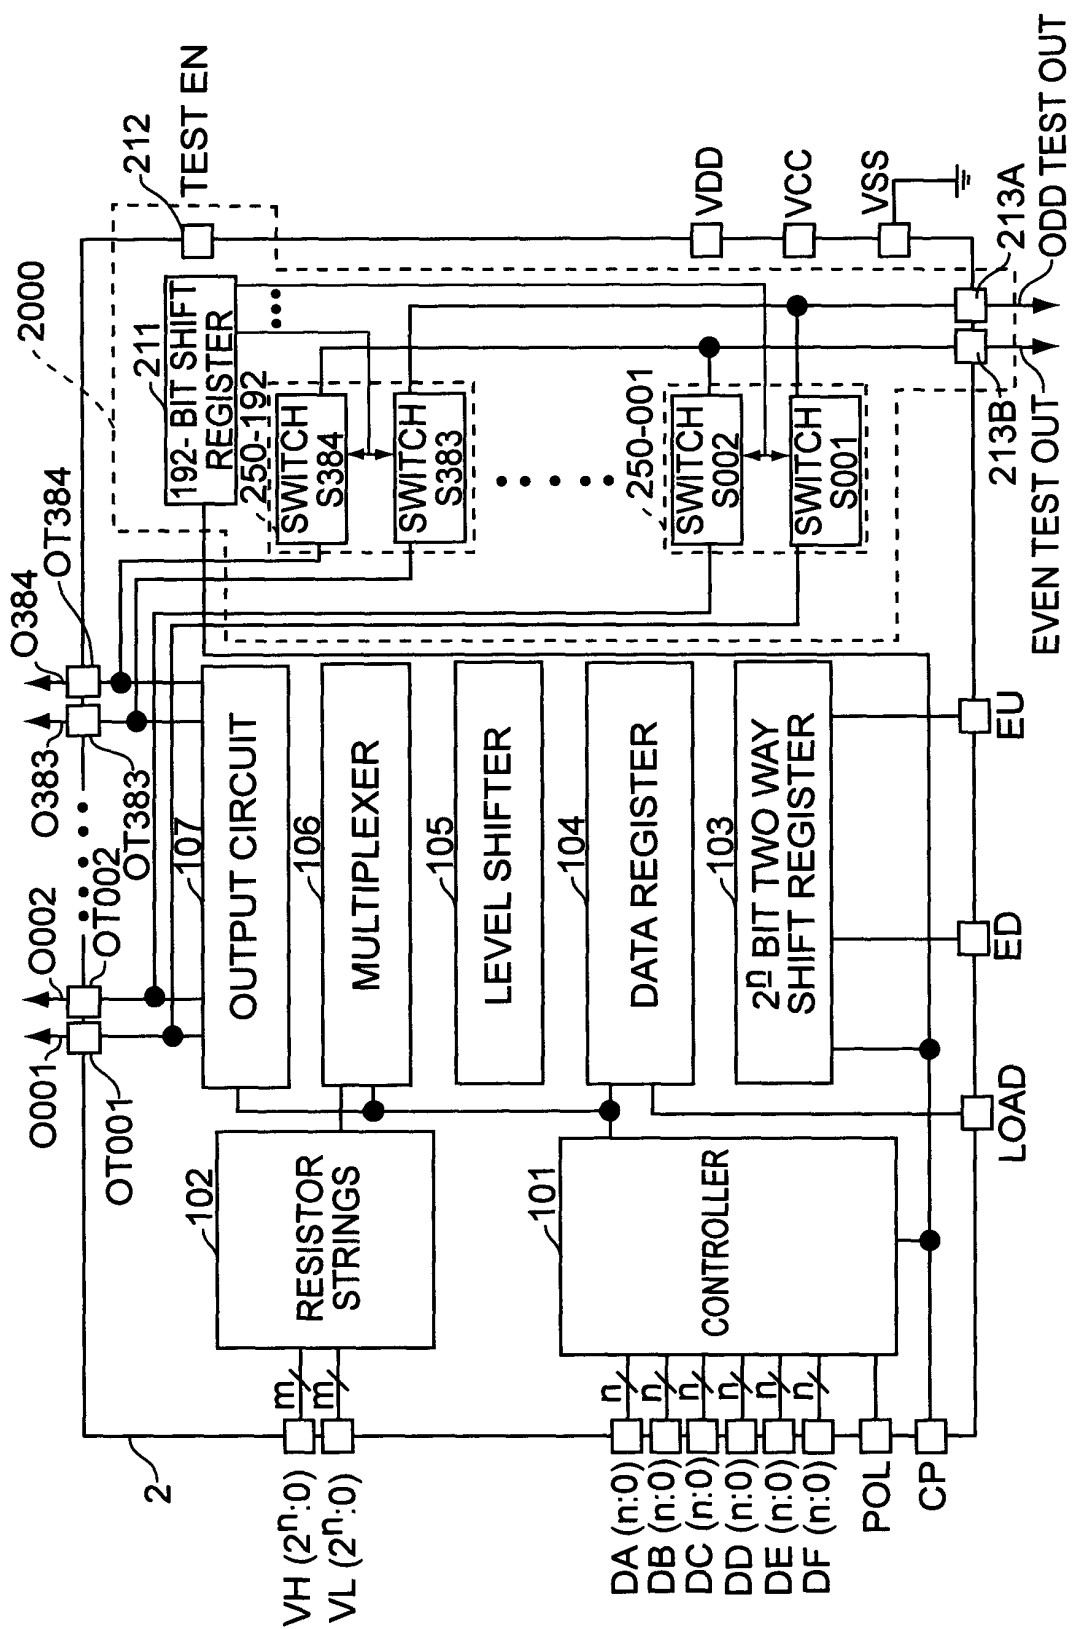 2
O001
OT001
O002
OT002
O383
OT383
O384
OT384
2000
212
TEST EN
211
192-BIT SHIFT
REGISTER
102
RESISTOR
STRINGS
VH (2n:0)
m
VL (2n:0)
m
107
OUTPUT CIRCUIT
106
MULTIPLEXER
105
LEVEL SHIFTER
104
DATA REGISTER
103
2n BIT TWO WAY
SHIFT REGISTER
250-192
SWITCH
S384
SWITCH
S383
250-001
SWITCH
S002
SWITCH
S001
VDD
VCC
VSS
101
CONTROLLER
DA (n:0)
n
DB (n:0)
n
DC (n:0)
n
DD (n:0)
n
DE (n:0)
n
DF (n:0)
n
POL
CP
LOAD
ED
EU
213B
EVEN TEST OUT
213A
ODD TEST OUT